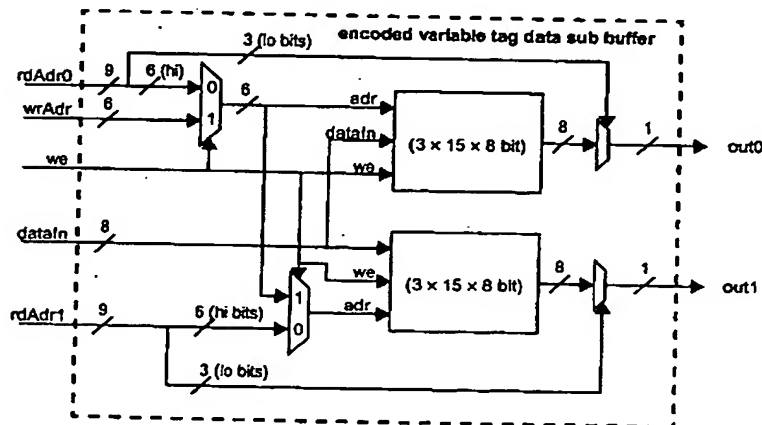 encoded variable tag data sub buffer
3 (lo bits)
rdAdr0
9
6 (hi)
0
6
adr
wrAdr
6
1
dataIn
(3 × 15 × 8 bit)
8
1
out0
we
we
dataIn
8
we
(3 × 15 × 8 bit)
8
1
out1
1
adr
rdAdr1
9
6 (hi bits)
0
3 (lo bits)